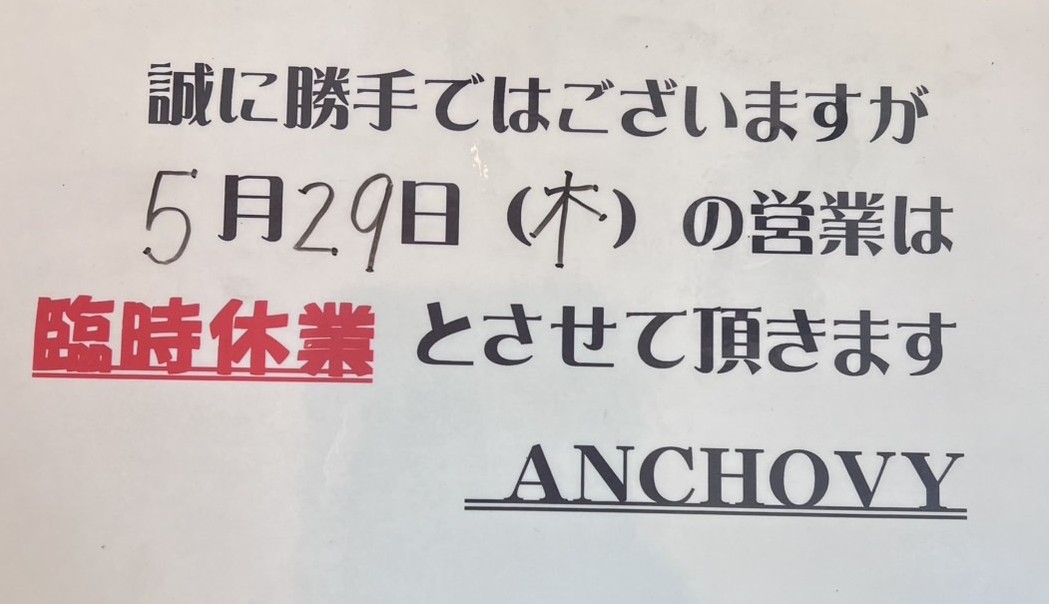 誠に勝手ではございますが
5月29日（木）の営業は
臨時休業とさせて頂きます
ANCHOVY